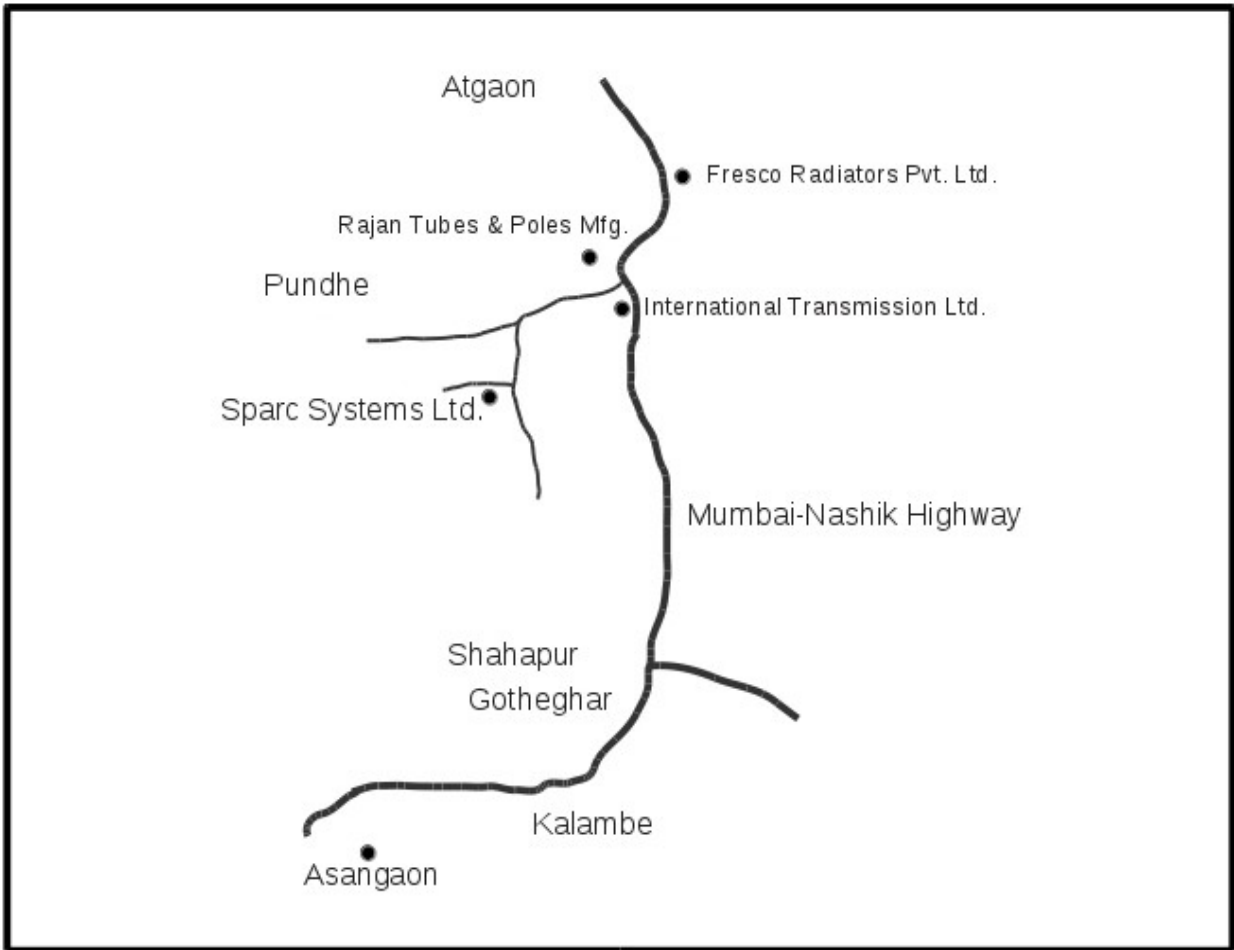 Atgaon
Fresco Radiators Pvt. Ltd.
Rajan Tubes & Poles Mfg.
Pundhe
International Transmission Ltd.
Sparc Systems Ltd.
Mumbai-Nashik Highway
Shahapur
Gotheghar
Kalambe
Asangaon